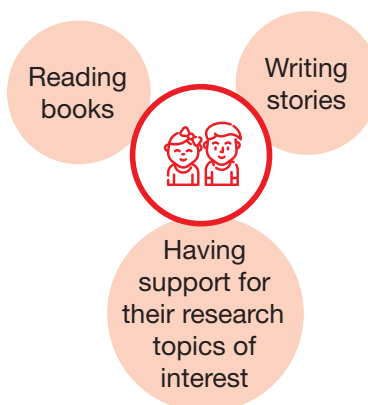 Reading
books
Writing
stories
Having
support for
their research
topics of
interest